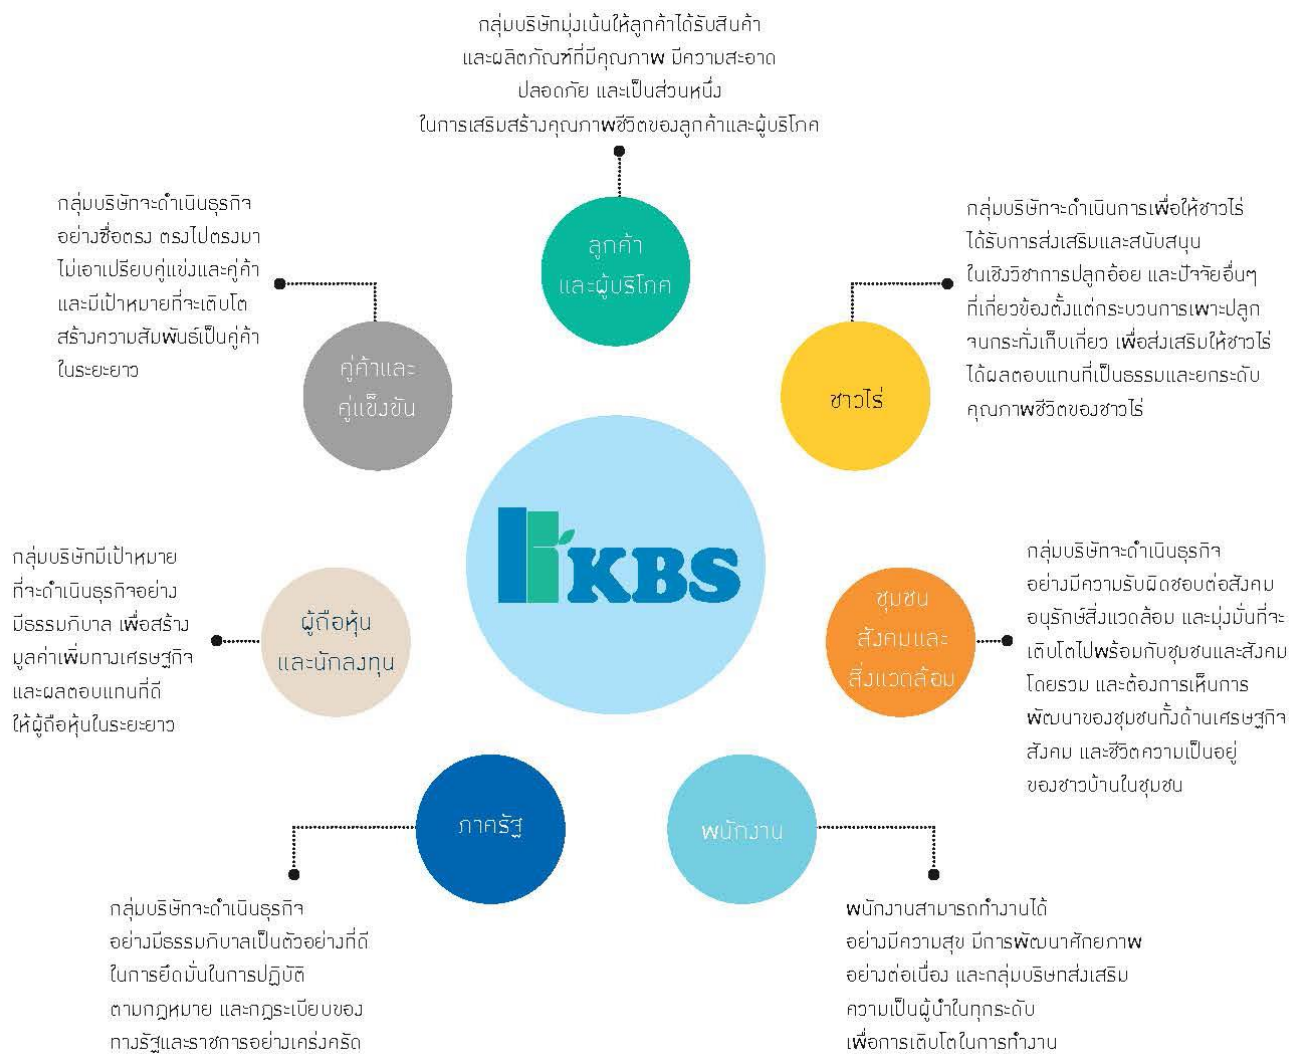 กลุ่มบริษัทมุ่งเน้นให้ลูกค้าได้รับสินค้า
และผลิตภัณฑ์ที่มีคุณภาพ มีความสะอาด
ปลอดภัย และเป็นส่วนหนึ่ง
ในการเสริมสร้างคุณภาพชีวิตของลูกค้าและผู้บริโภค
ลูกค้า
และผู้บริโภค
กลุ่มบริษัทจะดำเนินธุรกิจ
อย่างซื่อตรง ตรงไปตรงมา
ไม่เอาเปรียบคู่แข่งและคู่ค้า
และมีเป้าหมายที่จะเติบโต
สร้างความสัมพันธ์เป็นคู่ค้า
ในระยะยาว
คู่ค้าและ
คู่แข็งขัน
กลุ่มบริษัทจะดำเนินการเพื่อให้ชาวไร่
ได้รับการส่งเสริมและสนับสนุน
ในเชิงวิชาการปลูกอ้อย และปัจจัยอื่นๆ
ที่เกี่ยวข้องตั้งแต่กระบวนการเพาะปลูก
จนกระทั่งเก็บเกี่ยว เพื่อส่งเสริมให้ชาวไร่
ได้ผลตอบแทนที่เป็นธรรมและยกระดับ
คุณภาพชีวิตของชาวไร่
ชาวไร่
KBS
กลุ่มบริษัทมีเป้าหมาย
ที่จะดำเนินธุรกิจอย่าง
มีธรรมภิบาล เพื่อสร้าง
มูลค่าเพิ่มทางเศรษฐกิจ
และผลตอบแทนที่ดี
ให้ผู้ถือหุ้นในระยะยาว
ผู้ถือหุ้น
และนักลงทุน
ชุมชน
สังคมและ
สิ่งแวดล้อม
กลุ่มบริษัทจะดำเนินธุรกิจ
อย่างมีความรับผิดชอบต่อสังคม
อนุรักษ์สิ่งแวดล้อม และมุ่งมั่นที่จะ
เติบโตไปพร้อมกับชุมชนและสังคม
โดยรวม และต้องการเห็นการ
พัฒนาของชุมชนทั้งด้านเศรษฐกิจ
สังคม และชีวิตความเป็นอยู่
ของชาวบ้านในชุมชน
ภาครัฐ
กลุ่มบริษัทจะดำเนินธุรกิจ
อย่างมีธรรมภิบาลเป็นตัวอย่างที่ดี
ในการยึดมั่นในการปฏิบัติ
ตามกฎหมาย และกฎระเบียบของ
ทางรัฐและราชการอย่างเคร่งครัด
พนักงาน
พนักงานสามารถทำงานได้
อย่างมีความสุข มีการพัฒนาศักยภาพ
อย่างต่อเนื่อง และกลุ่มบริษทส่งเสริม
ความเป็นผู้นำในทุกระดับ
เพื่อการเติบโตในการทำงาน